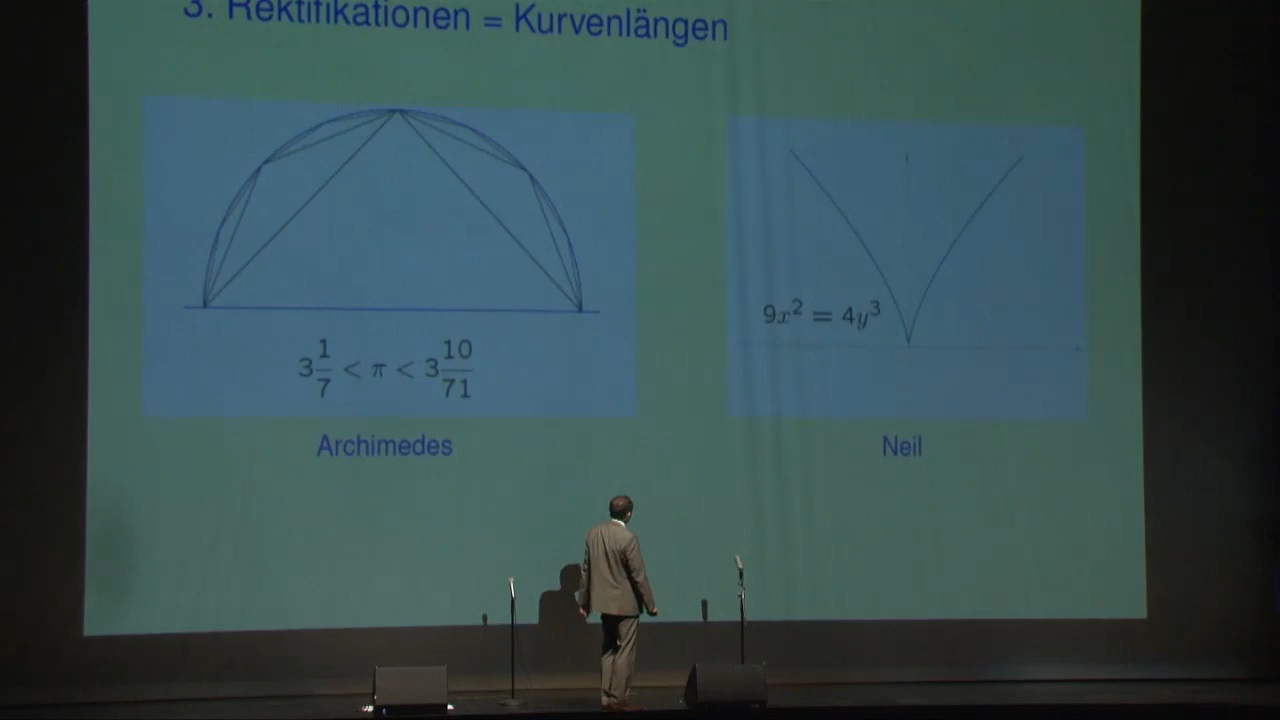 3. Rektifikationen = Kurvenlängen
9x² = 4y³
3 1/7 < π < 3 10/71
Archimedes
Neil